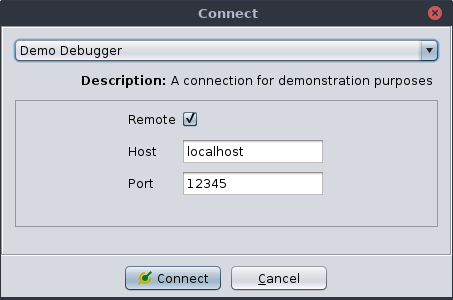 Connect
Demo Debugger
Description: A connection for demonstration purposes
Remote
Host localhost
Port 12345
Connect Cancel